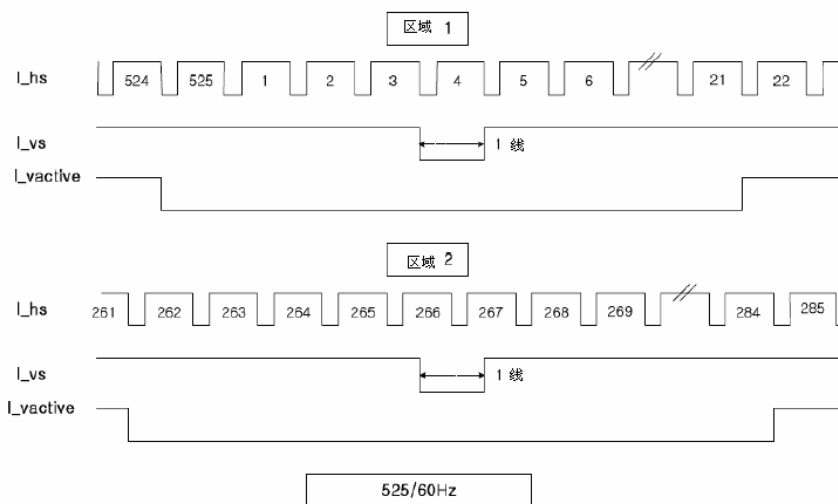 区域 1
I_hs 524 525 1 2 3 4 5 6 21 22
I_vs 1 线
I_vactive
区域 2
I_hs 261 262 263 264 265 266 267 268 269 284 285
I_vs 1 线
I_vactive
525/60Hz